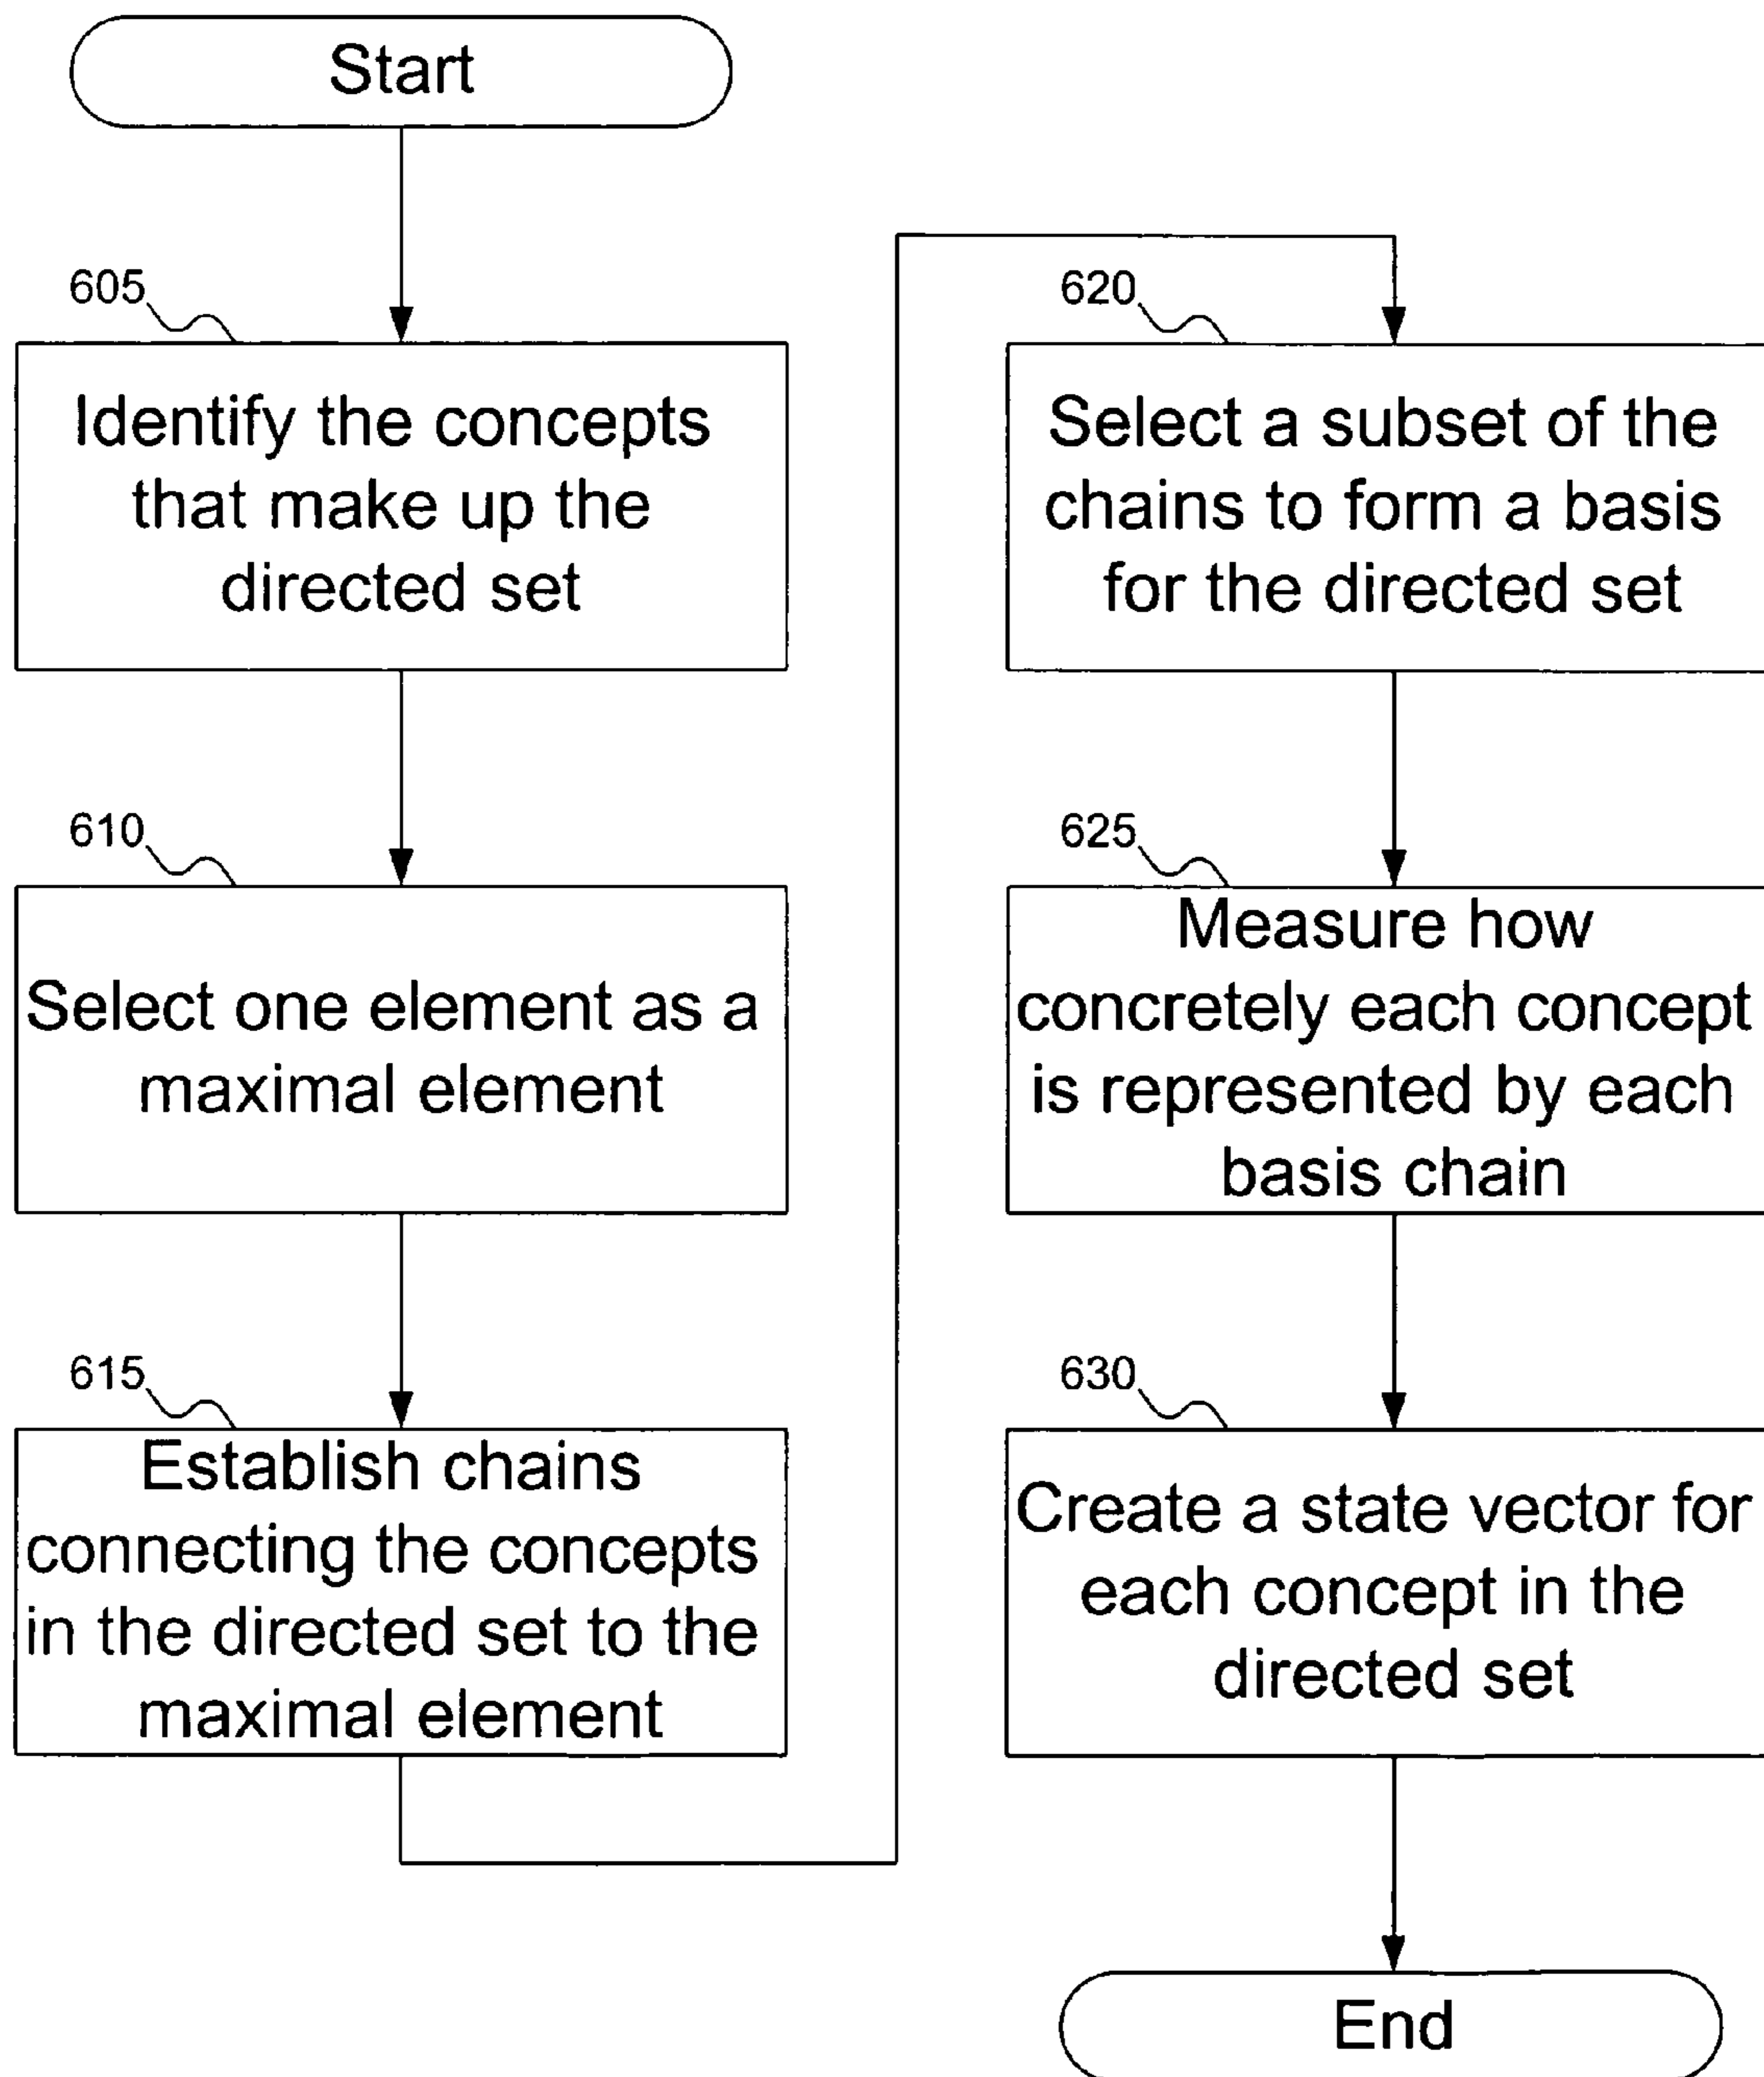 Start
605
Identify the concepts
that make up the
directed set
610
Select one element as a
maximal element
615
Establish chains
connecting the concepts
in the directed set to the
maximal element
620
Select a subset of the
chains to form a basis
for the directed set
625
Measure how
concretely each concept
is represented by each
basis chain
630
Create a state vector for
each concept in the
directed set
End